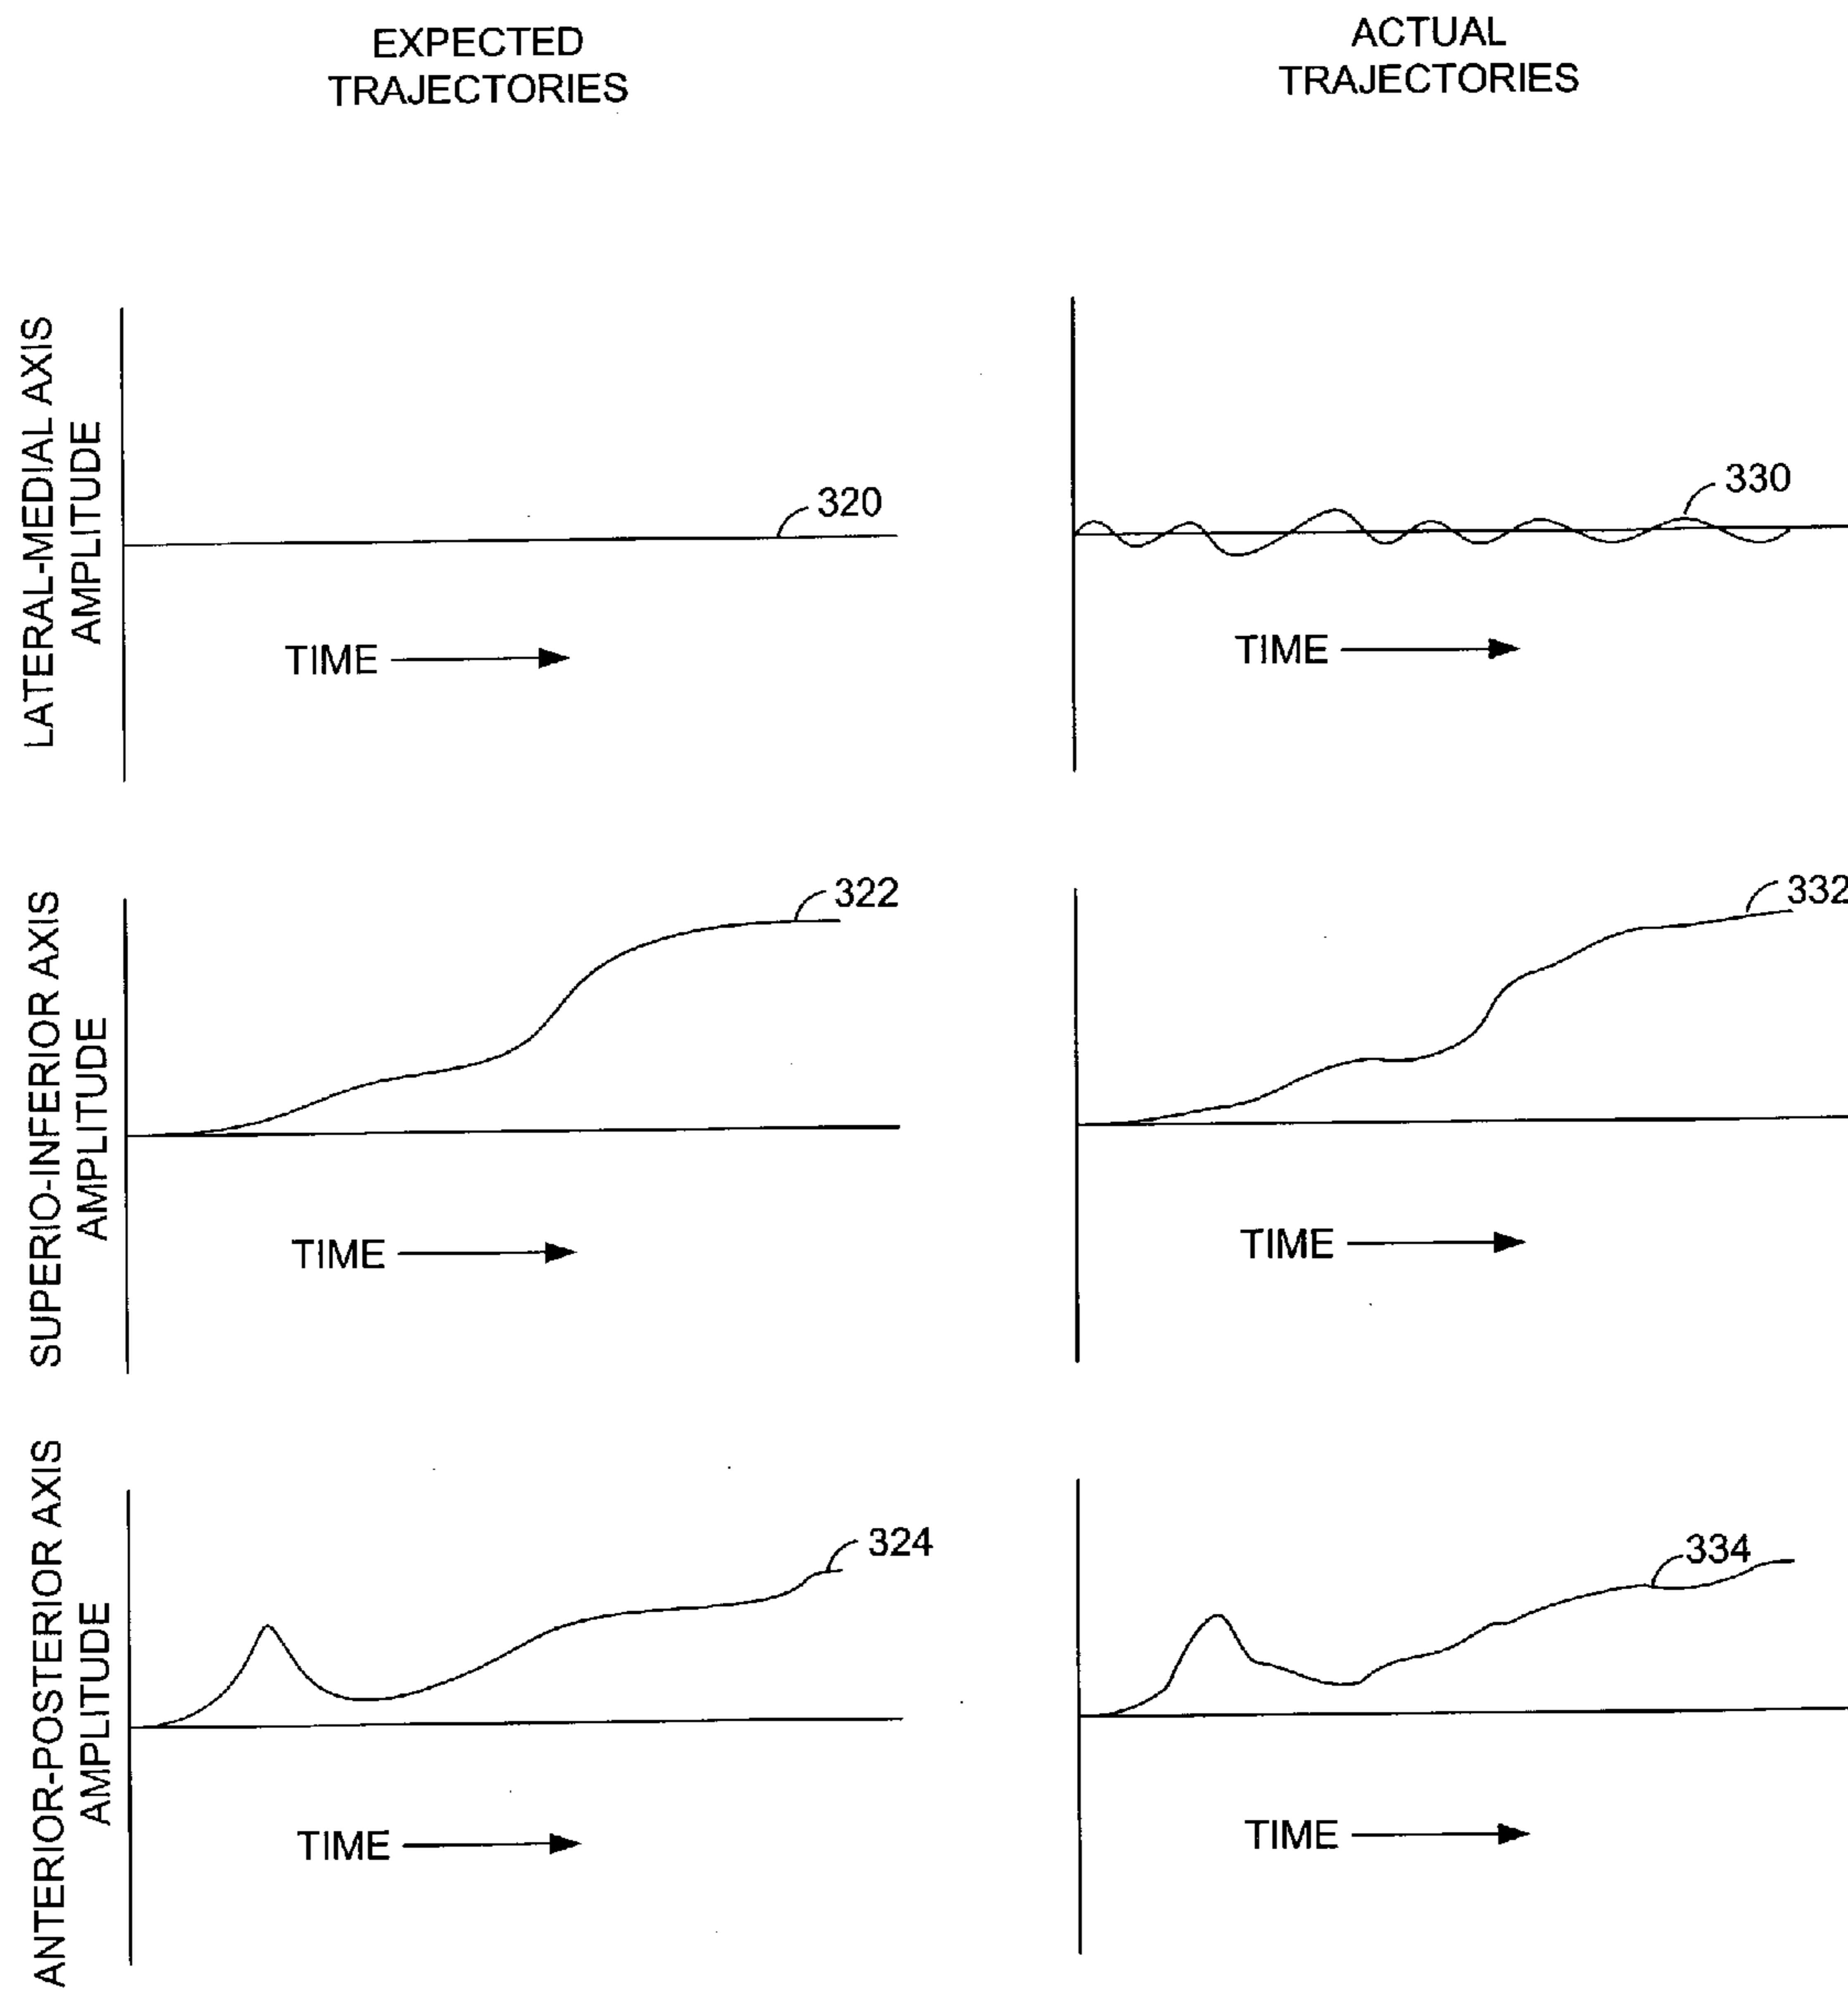 EXPECTED
TRAJECTORIES
ACTUAL
TRAJECTORIES
LATERAL-MEDIAL AXIS
AMPLITUDE
320
TIME
330
TIME
SUPERIO-INFERIOR AXIS
AMPLITUDE
322
TIME
332
TIME
ANTERIOR-POSTERIOR AXIS
AMPLITUDE
324
TIME
334
TIME